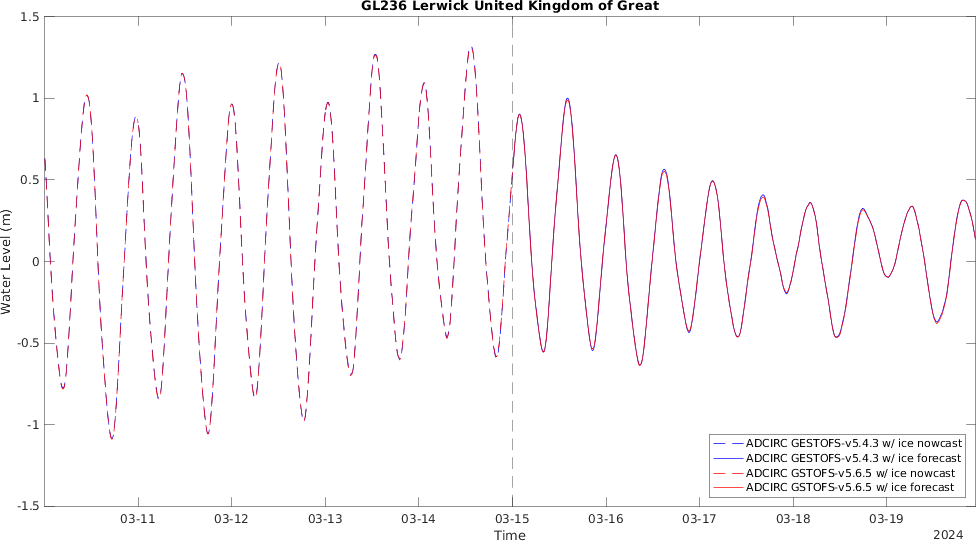 GL236 Lerwick United Kingdom of Great
1.5
1
0.5
0
-0.5
-1
-1.5
Water Level (m)
03-11 03-12 03-13 03-14 03-15 03-16 03-17 03-18 03-19
Time
2024
ADCIRC GESTOFS-v5.4.3 w/ ice nowcast
ADCIRC GESTOFS-v5.4.3 w/ ice forecast
ADCIRC GSTOFS-v5.6.5 w/ ice nowcast
ADCIRC GSTOFS-v5.6.5 w/ ice forecast